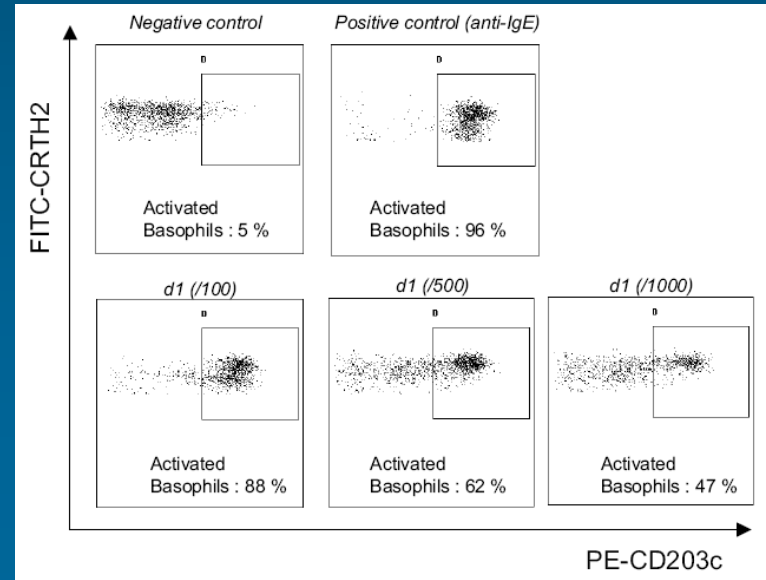 Negative control
Positive control (anti-IgE)
D
D
Activated
Basophils : 5 %
Activated
Basophils : 96 %
FITC-CRTH2
d1 (/100)
d1 (/500)
d1 (/1000)
D
D
D
Activated
Basophils : 88 %
Activated
Basophils : 62 %
Activated
Basophils : 47 %
PE-CD203c